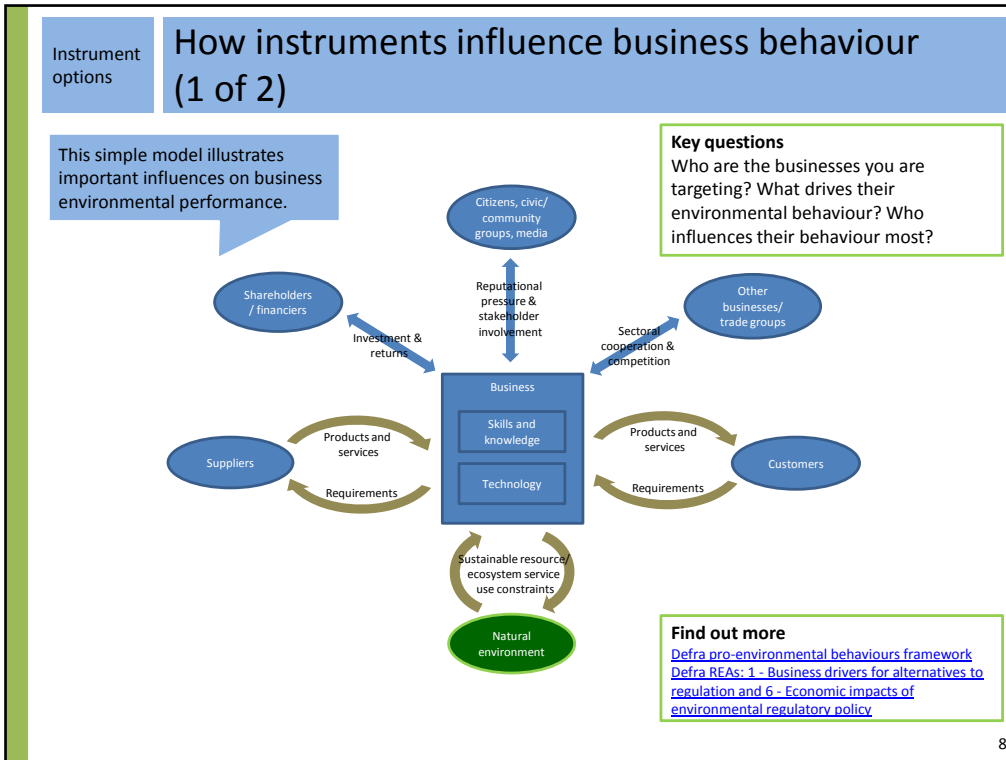 Instrument
options
How instruments influence business behaviour
(1 of 2)
This simple model illustrates
important influences on business
environmental performance.
Key questions
Who are the businesses you are
targeting? What drives their
environmental behaviour? Who
influences their behaviour most?
Citizens, civic/
community
groups, media
Shareholders
/ financiers
Other
businesses/
trade groups
Reputational
pressure &
stakeholder
involvement
Investment &
returns
Sectoral
cooperation &
competition
Business
Skills and
knowledge
Technology
Products and
services
Suppliers
Requirements
Products and
services
Customers
Requirements
Sustainable resource/
ecosystem service
use constraints
Natural
environment
Find out more
Defra pro-environmental behaviours framework
Defra REAs: 1 - Business drivers for alternatives to
regulation and 6 - Economic impacts of
environmental regulatory policy
8